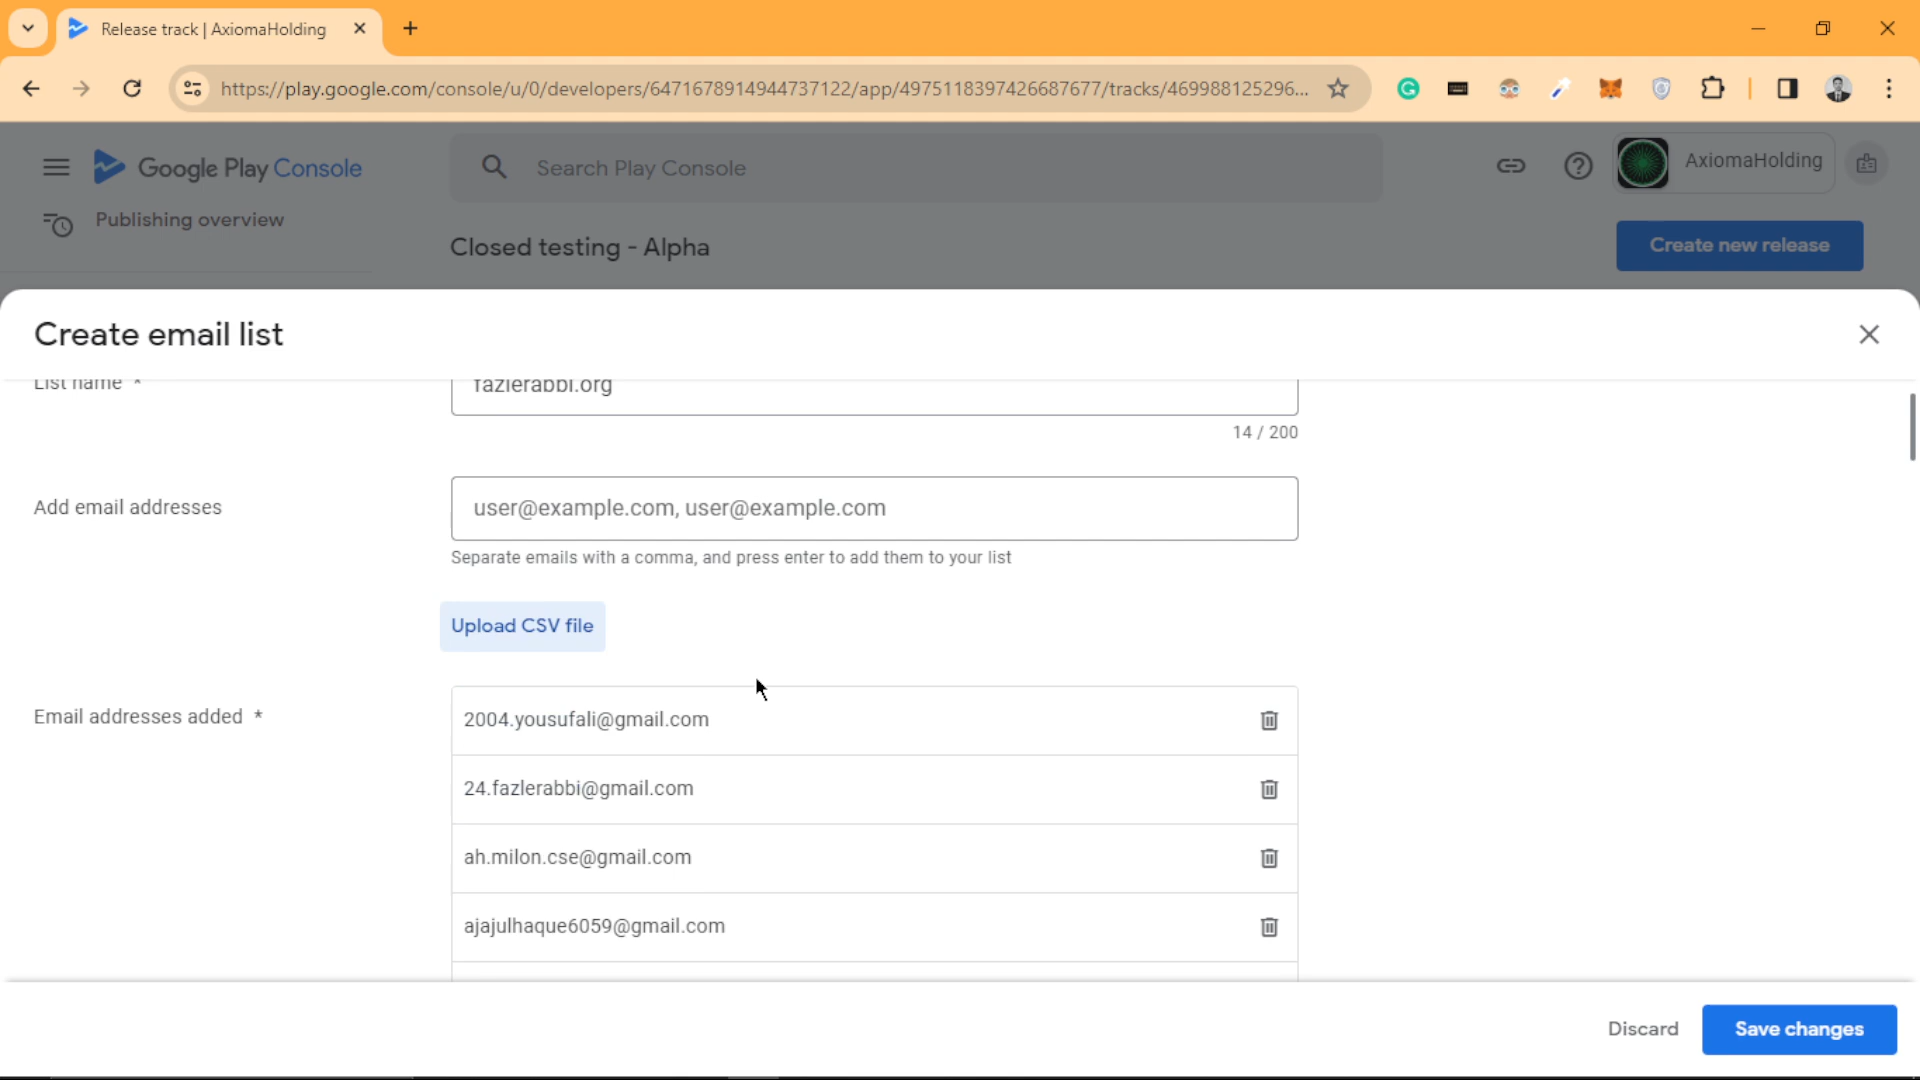 Release track | AxiomaHolding
https://play.google.com/console/u/0/developers/6471678914944737122/app/4975118397426687677/tracks/469988125296...
Google Play Console
Search Play Console
AxiomaHolding
Publishing overview
Closed testing - Alpha
Create new release
Create email list
List name *
fazlerabbi.org
14 / 200
Add email addresses
user@example.com, user@example.com
Separate emails with a comma, and press enter to add them to your list
Upload CSV file
Email addresses added *
2004.yousufali@gmail.com
24.fazlerabbi@gmail.com
ah.milon.cse@gmail.com
ajajulhaque6059@gmail.com
Discard
Save changes